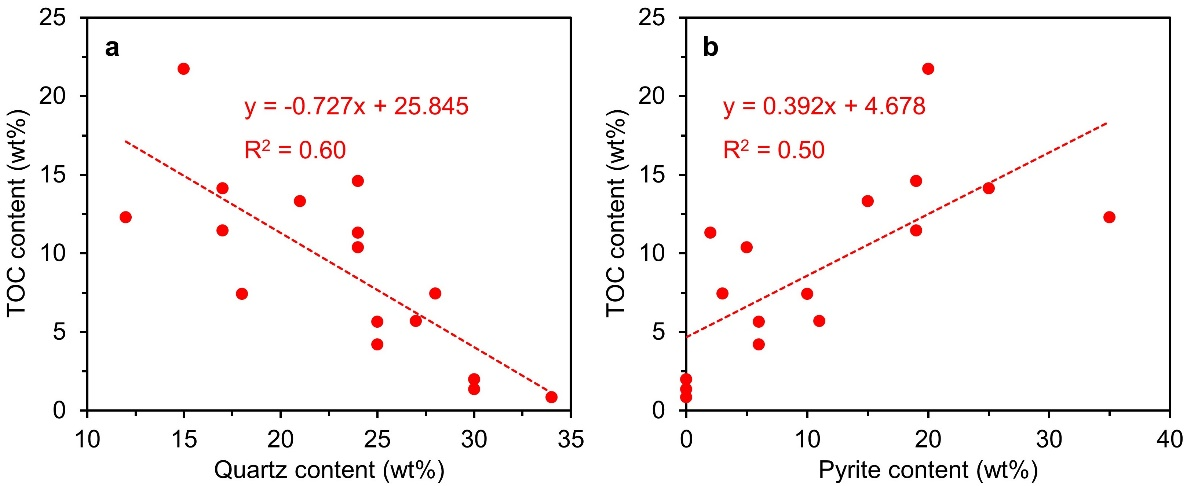 a
y = -0.727x + 25.845
R² = 0.60
TOC content (wt%)
25
20
15
10
5
0
10 15 20 25 30 35
Quartz content (wt%)
b
y = 0.392x + 4.678
R² = 0.50
TOC content (wt%)
25
20
15
10
5
0
0 10 20 30 40
Pyrite content (wt%)